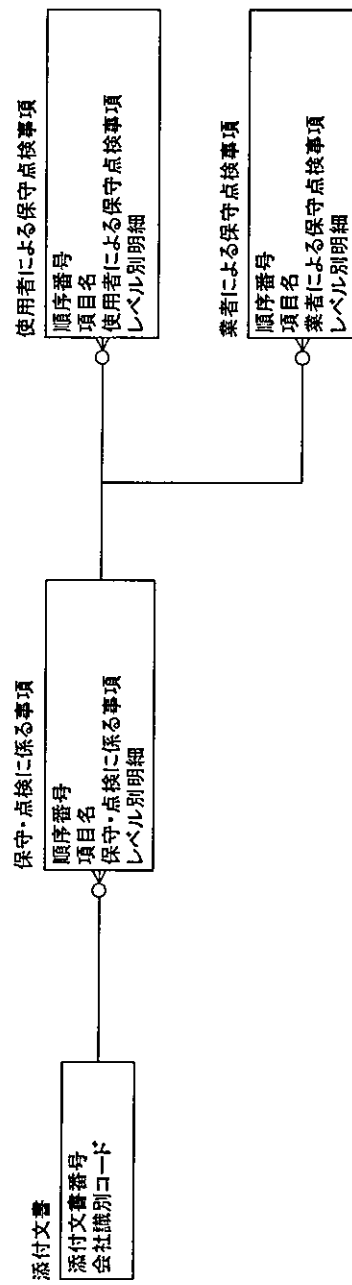 添付文書
添付文書番号
会社識別コード
保守・点検に係る事項
順序番号
項目名
保守・点検に係る事項
レベル別明細
使用者による保守点検事項
順序番号
項目名
使用者による保守点検事項
レベル別明細
業者による保守点検事項
順序番号
項目名
業者による保守点検事項
レベル別明細